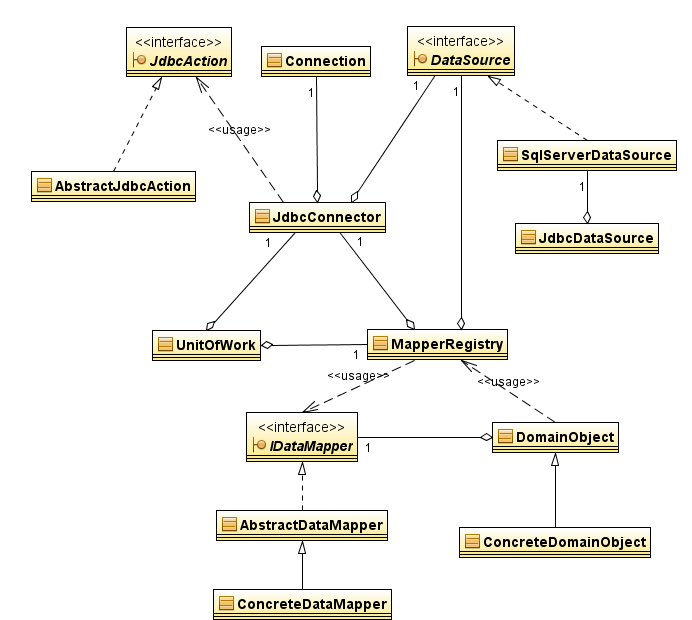 <<interface>>
JdbcAction
Connection
<<interface>>
DataSource
1
1
1
<<usage>>
SqlServerDataSource
AbstractJdbcAction
1
JdbcConnector
JdbcDataSource
1
1
UnitOfWork
MapperRegistry
1
<<usage>>
<<usage>>
<<interface>>
IDataMapper
1
DomainObject
AbstractDataMapper
ConcreteDomainObject
ConcreteDataMapper